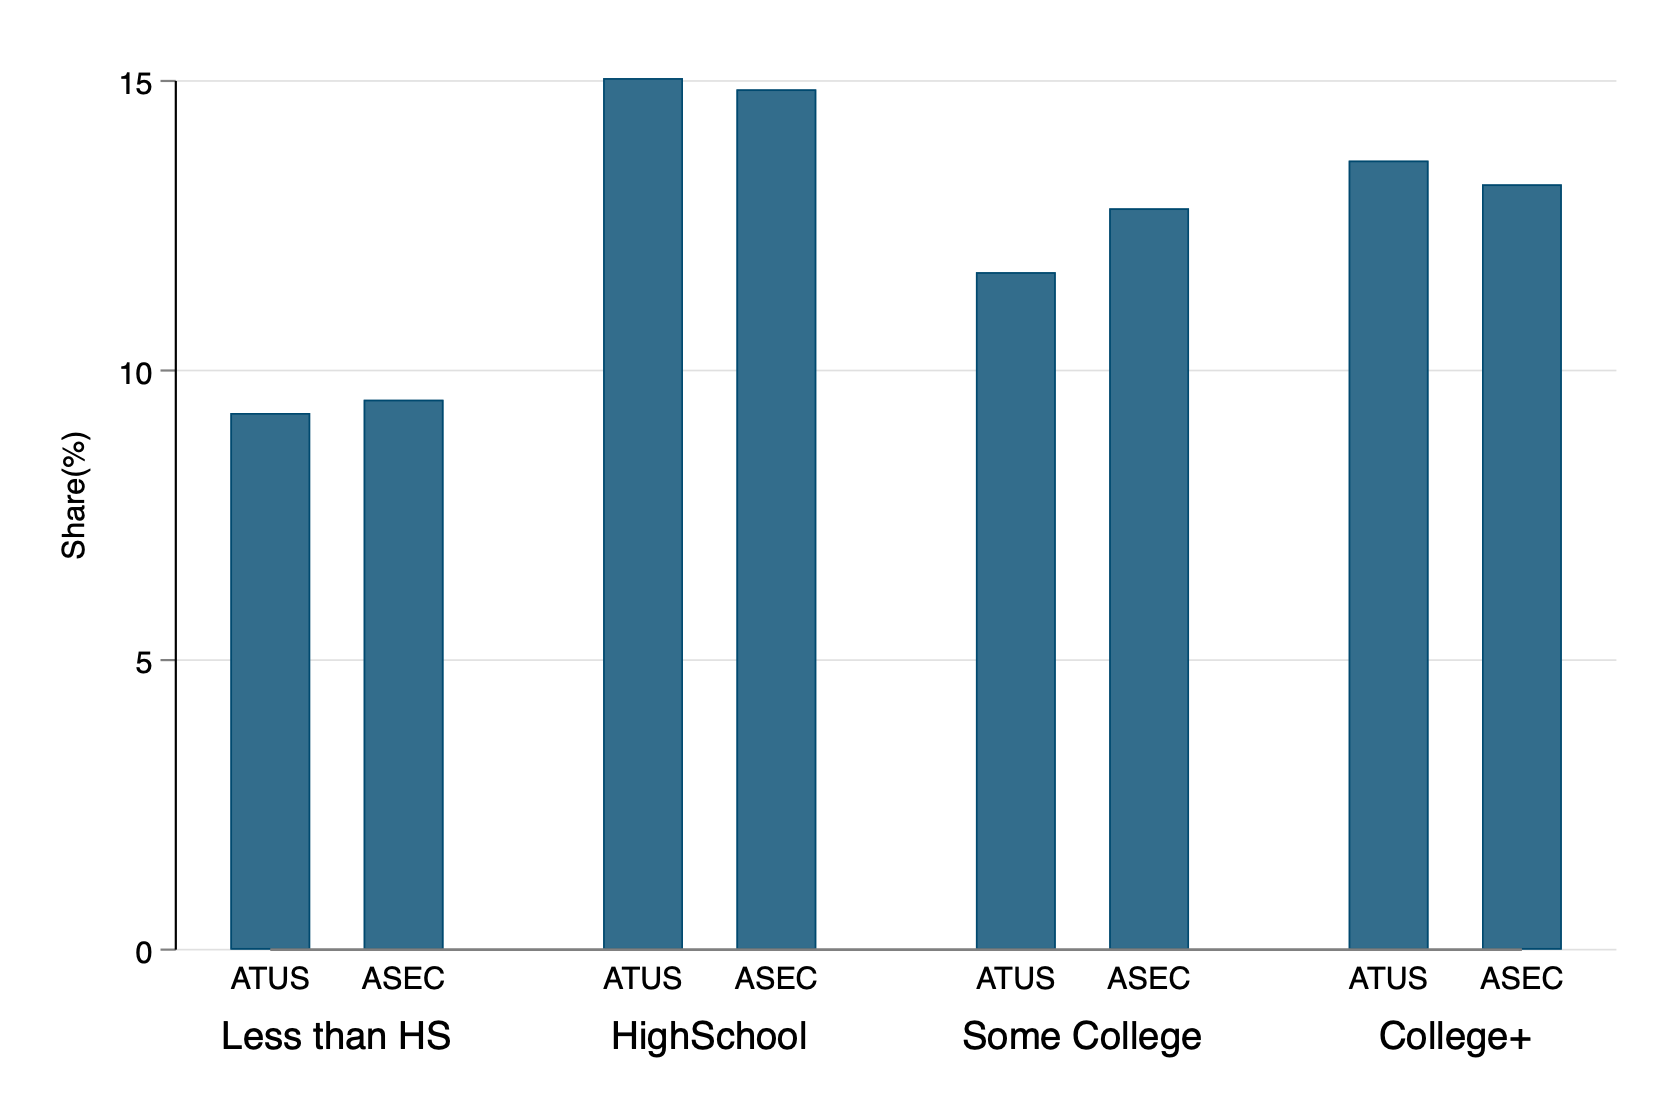 15
10
5
0
Share(%)
ATUS ASEC ATUS ASEC ATUS ASEC ATUS ASEC
Less than HS HighSchool Some College College+